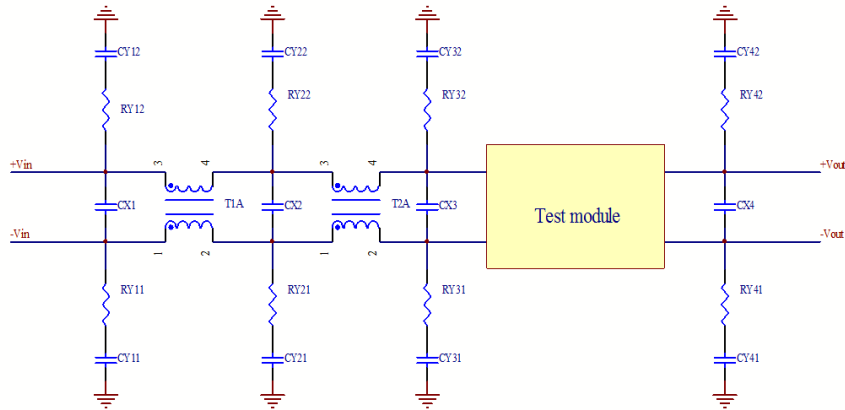 CY12 CY22 CY32 CY42
RY12 RY22 RY32 RY42
+Vin 3 4 3 4 +Vout
CX1 T1A CX2 T2A CX3 Test module CX4
-Vin 1 2 1 2 -Vout
RY11 RY21 RY31 RY41
CY11 CY21 CY31 CY41